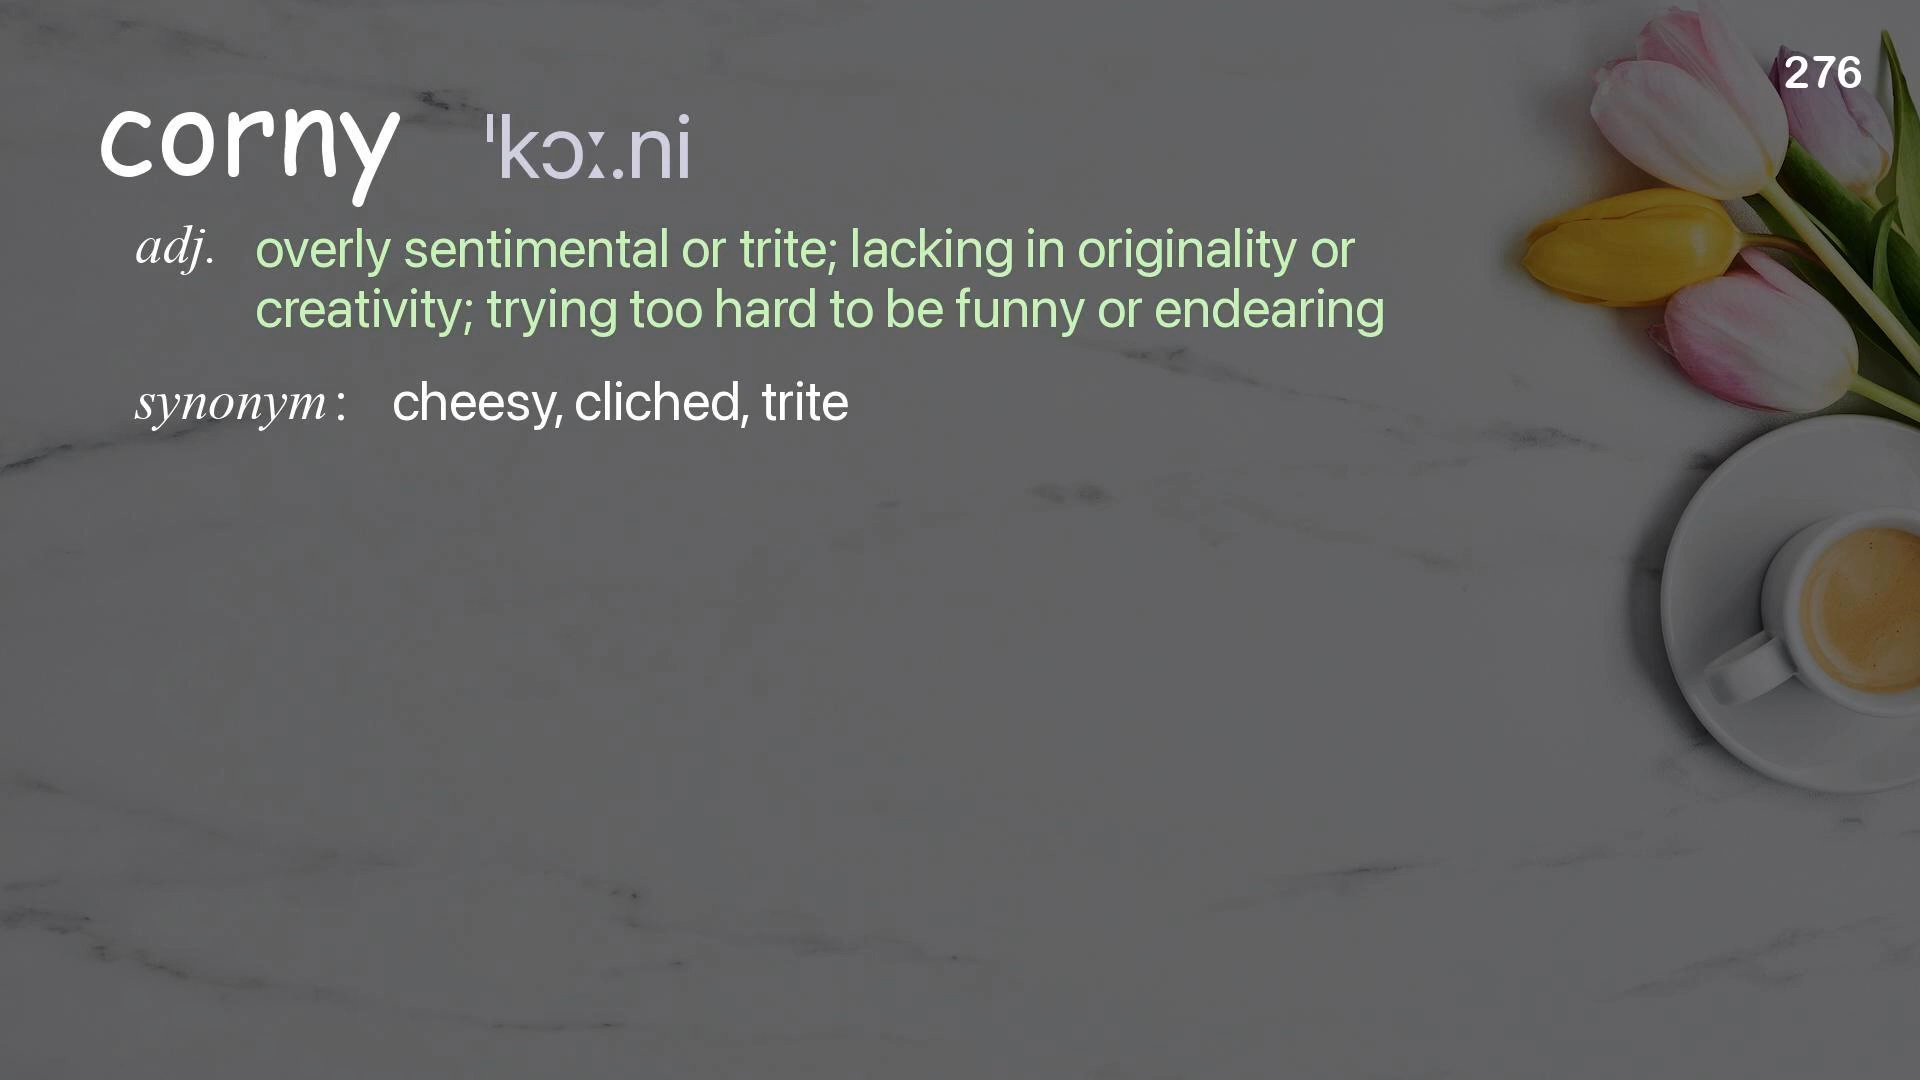 276
corny ˈkɔː.ni
adj. overly sentimental or trite; lacking in originality or
creativity; trying too hard to be funny or endearing
synonym : cheesy, cliched, trite